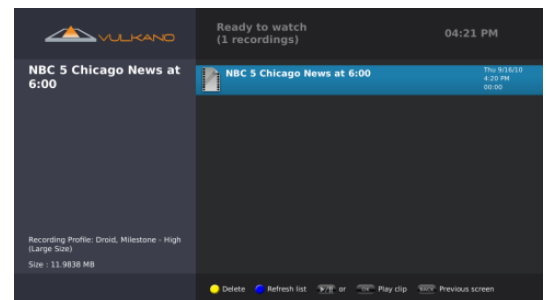 VULKANO
Ready to watch
(1 recordings)
04:21 PM
NBC 5 Chicago News at
6:00
NBC 5 Chicago News at 6:00
Thu 9/16/10
4:20 PM
00:00
Recording Profile: Droid, Milestone - High
(Large Size)
Size : 11.9838 MB
Delete Refresh list or OK Play clip BACK Previous screen